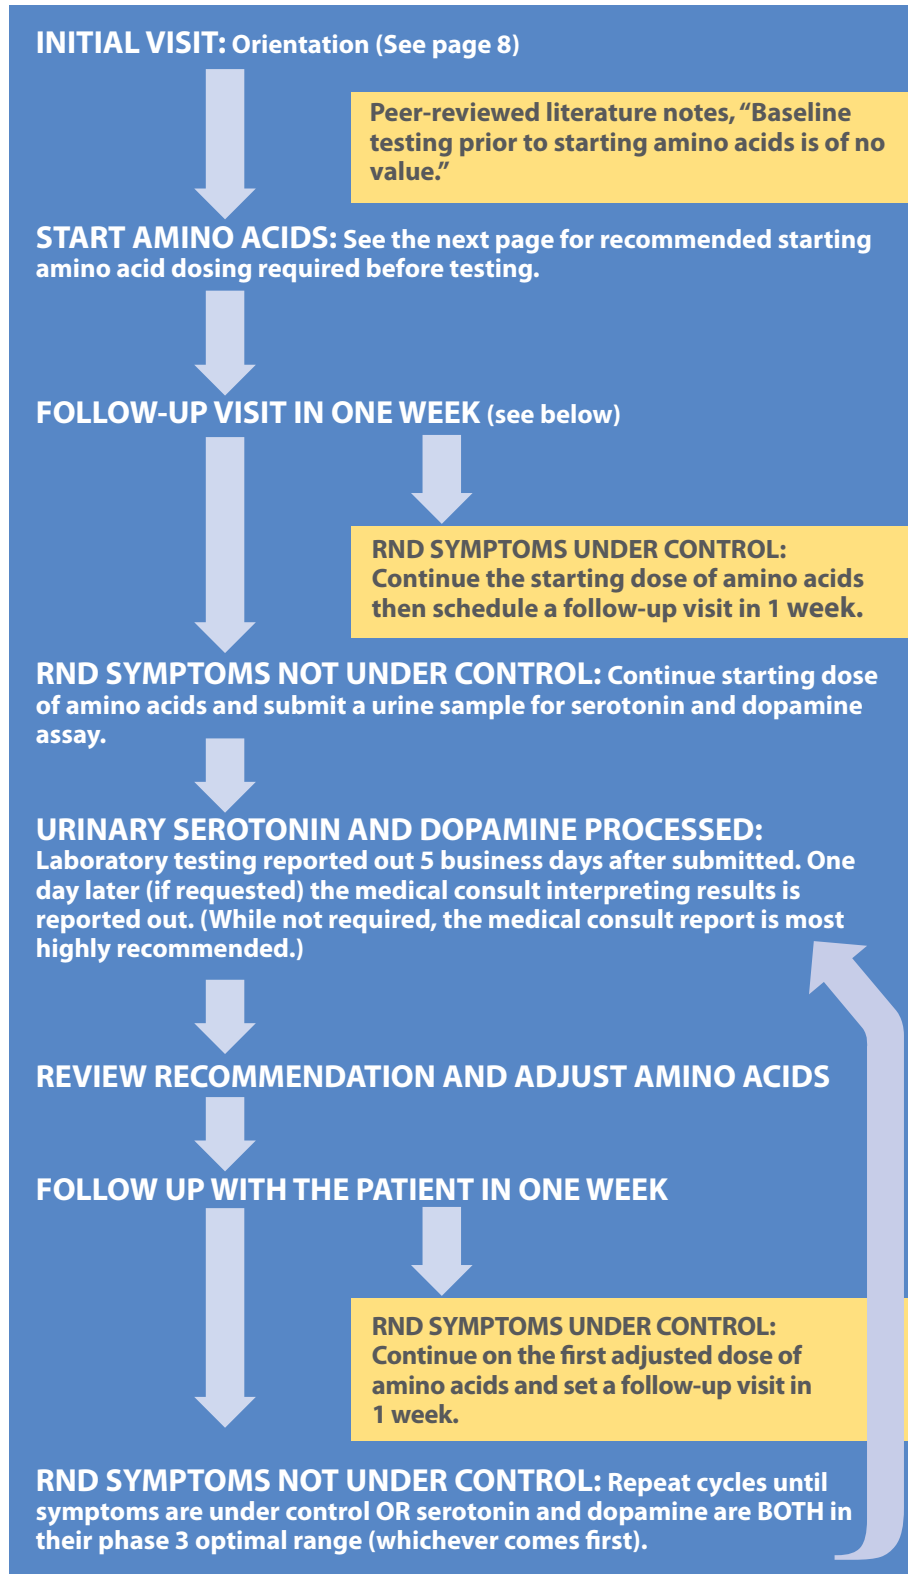 INITIAL VISIT: Orientation (See page 8)
Peer-reviewed literature notes, “Baseline
testing prior to starting amino acids is of no
value.”
START AMINO ACIDS: See the next page for recommended starting
amino acid dosing required before testing.
FOLLOW-UP VISIT IN ONE WEEK (see below)
RND SYMPTOMS UNDER CONTROL:
Continue the starting dose of amino acids
then schedule a follow-up visit in 1 week.
RND SYMPTOMS NOT UNDER CONTROL: Continue starting dose
of amino acids and submit a urine sample for serotonin and dopamine
assay.
URINARY SEROTONIN AND DOPAMINE PROCESSED:
Laboratory testing reported out 5 business days after submitted. One
day later (if requested) the medical consult interpreting results is
reported out. (While not required, the medical consult report is most
highly recommended.)
REVIEW RECOMMENDATION AND ADJUST AMINO ACIDS
FOLLOW UP WITH THE PATIENT IN ONE WEEK
RND SYMPTOMS UNDER CONTROL:
Continue on the first adjusted dose of
amino acids and set a follow-up visit in
1 week.
RND SYMPTOMS NOT UNDER CONTROL: Repeat cycles until
symptoms are under control OR serotonin and dopamine are BOTH in
their phase 3 optimal range (whichever comes first).